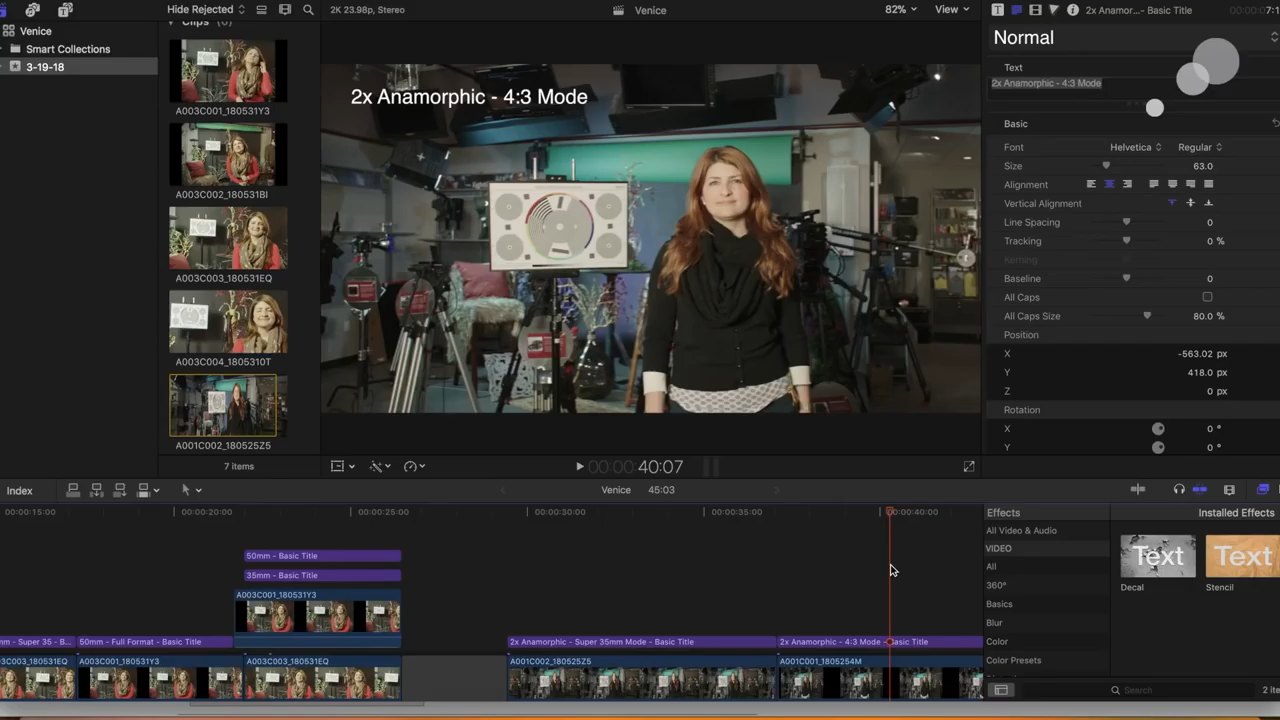 Hide Rejected
2K 23.98p, Stereo
Venice
82%
View
2x Anamor...- Basic Title
Venice
Smart Collections
3-19-18
A003C001_180531Y3
A003C002_180531BI
A003C003_180531EQ
A003C004_1805310T
A001C002_180525Z5
7 items
2x Anamorphic - 4:3 Mode
40:07
Normal
Text
2x Anamorphic - 4:3 Mode
Basic
Font Helvetica Regular
Size 63.0
Alignment
Vertical Alignment
Line Spacing 0
Tracking 0 %
Kerning
Baseline 0
All Caps
All Caps Size 80.0 %
Position
X -563.02 px
Y 418.0 px
Z 0 px
Rotation
X 0 °
Y 0 °
Index
Venice 45:03
00:00:15:00 00:00:20:00 00:00:25:00 00:00:30:00 00:00:35:00 00:00:40:00
50mm - Basic Title
35mm - Basic Title
A003C001_180531Y3
mm - Super 35 - B...
50mm - Full Format - Basic Title
2x Anamorphic - Super 35mm Mode - Basic Title
2x Anamorphic - 4:3 Mode - Basic Title
03C003_180531EQ
A003C001_180531Y3
A003C003_180531EQ
A001C002_180525Z5
A001C001_1805254M
Effects
Installed Effects
All Video & Audio
VIDEO
All
360°
Basics
Blur
Color
Color Presets
Text
Decal
Text
Stencil
Search